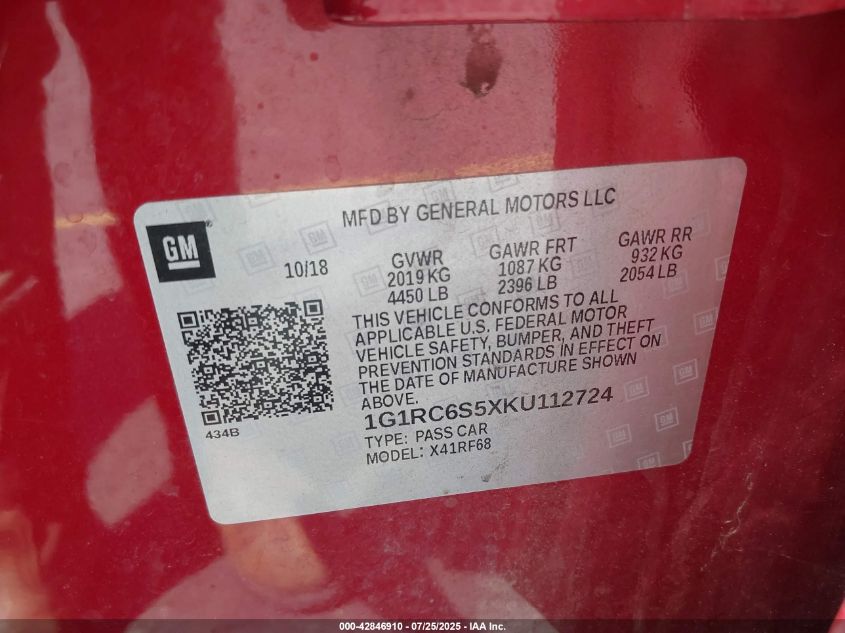 MFD BY GENERAL MOTORS LLC
GM
10/18
GVWR
2019 KG
4450 LB
GAWR FRT
1087 KG
2396 LB
GAWR RR
932 KG
2054 LB
THIS VEHICLE CONFORMS TO ALL
APPLICABLE U.S. FEDERAL MOTOR
VEHICLE SAFETY, BUMPER, AND THEFT
PREVENTION STANDARDS IN EFFECT ON
THE DATE OF MANUFACTURE SHOWN
ABOVE.
1G1RC6S5XKU112724
434B
TYPE: PASS CAR
MODEL: X41RF68
000-42846910 - 07/25/2025 - IAA Inc.